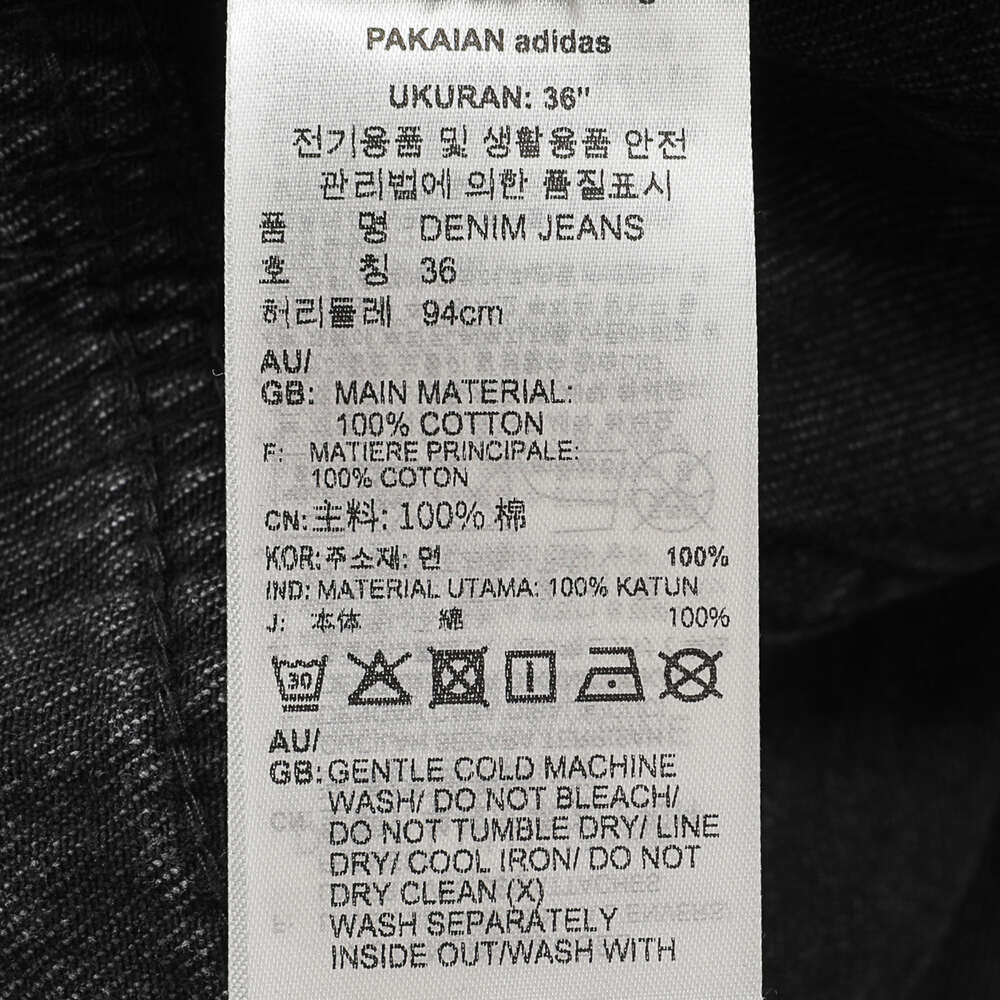 PAKAIAN adidas
UKURAN: 36"
전기용품 및 생활용품 안전
관리법에 의한 품질표시
품 명 DENIM JEANS
호 칭 36
허리둘레 94cm
AU/
GB: MAIN MATERIAL:
100% COTTON
F: MATIERE PRINCIPALE:
100% COTON
CN: 主料: 100% 棉
KOR: 주소재: 면 100%
IND: MATERIAL UTAMA: 100% KATUN
J: 本体 綿 100%
30
AU/
GB: GENTLE COLD MACHINE
WASH/ DO NOT BLEACH/
DO NOT TUMBLE DRY/ LINE
DRY/ COOL IRON/ DO NOT
DRY CLEAN (X)
WASH SEPARATELY
INSIDE OUT/WASH WITH